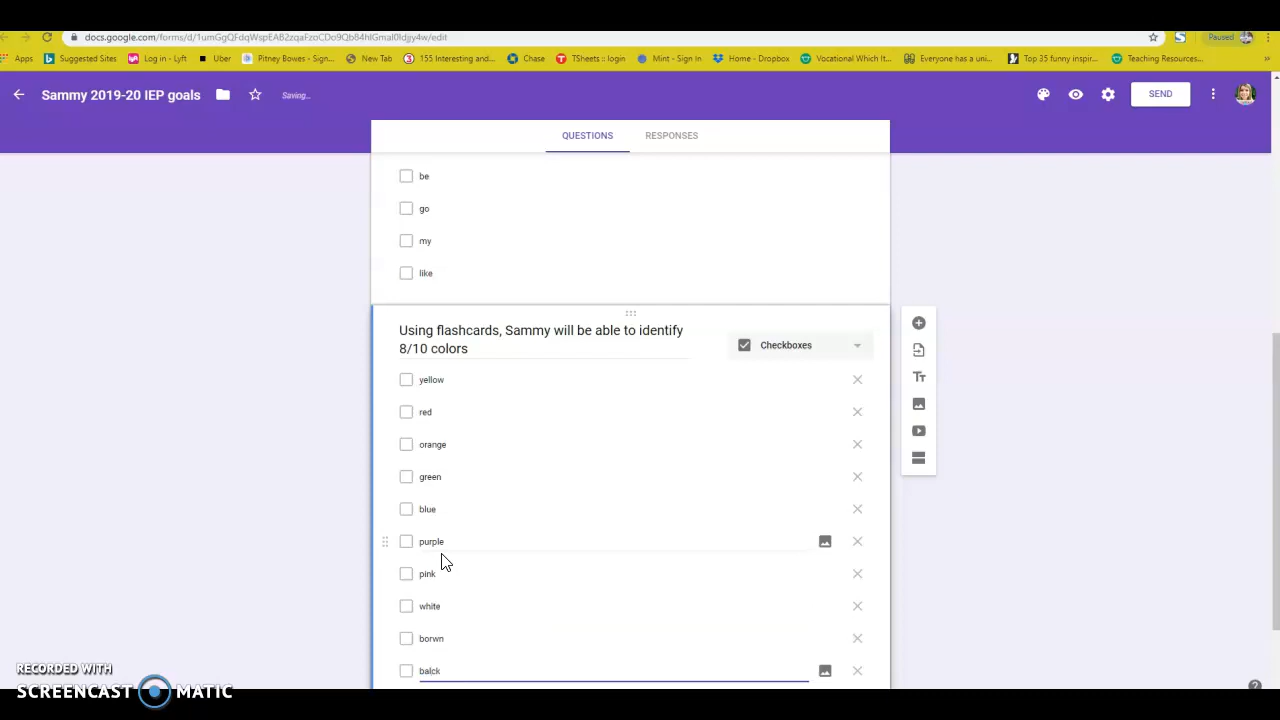 docs.google.com/forms/d/
/edit
Paused
Apps
Suggested Sites
Log in - Lyft
Uber
Pitney Bowes - Sign...
New Tab
155 Interesting and...
Chase
TSheets :: login
Mint - Sign In
Home - Dropbox
Vocational Which It...
Everyone has a uni...
Top 35 funny inspir...
Teaching Resources...
»
Sammy 2019-20 IEP goals
Saving...
SEND
QUESTIONS
RESPONSES
be
go
my
like
Using flashcards, Sammy will be able to identify
8/10 colors
Checkboxes
yellow
red
orange
green
blue
purple
pink
white
borwn
balck
RECORDED WITH
SCREENCAST MATIC